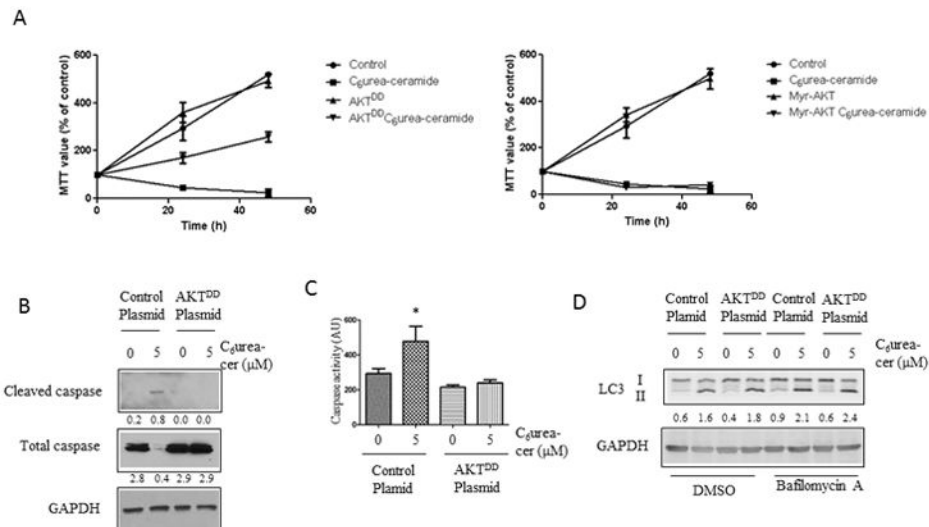 A
600
400
200
0
MTT value (% of control)
0 20 40 60
Time (h)
Control
C₆urea-ceramide
AKTᴰᴰ
AKTᴰᴰC₆urea-ceramide
600
400
200
0
MTT value (% of control)
0 20 40 60
Time (h)
Control
C₆urea-ceramide
Myr-AKT
Myr-AKT C₆urea-ceramide
B
Control AKTᴰᴰ
Plasmid Plasmid
0 5 0 5
C₆urea-
cer (μM)
Cleaved caspase
0.2 0.8 0.0 0.0
Total caspase
2.8 0.4 2.9 2.9
GAPDH
C
*
600
400
200
0
Caspase activity (AU)
0 5 0 5
C₆urea-
cer (μM)
Control AKTᴰᴰ
Plamid Plasmid
D
Control AKTᴰᴰ Control AKTᴰᴰ
Plamid Plasmid Plamid Plasmid
0 5 0 5 0 5 0 5
C₆urea-
cer (μM)
LC3 I
II
0.6 1.6 0.4 1.8 0.9 2.1 0.6 2.4
GAPDH
DMSO Bafilomycin A